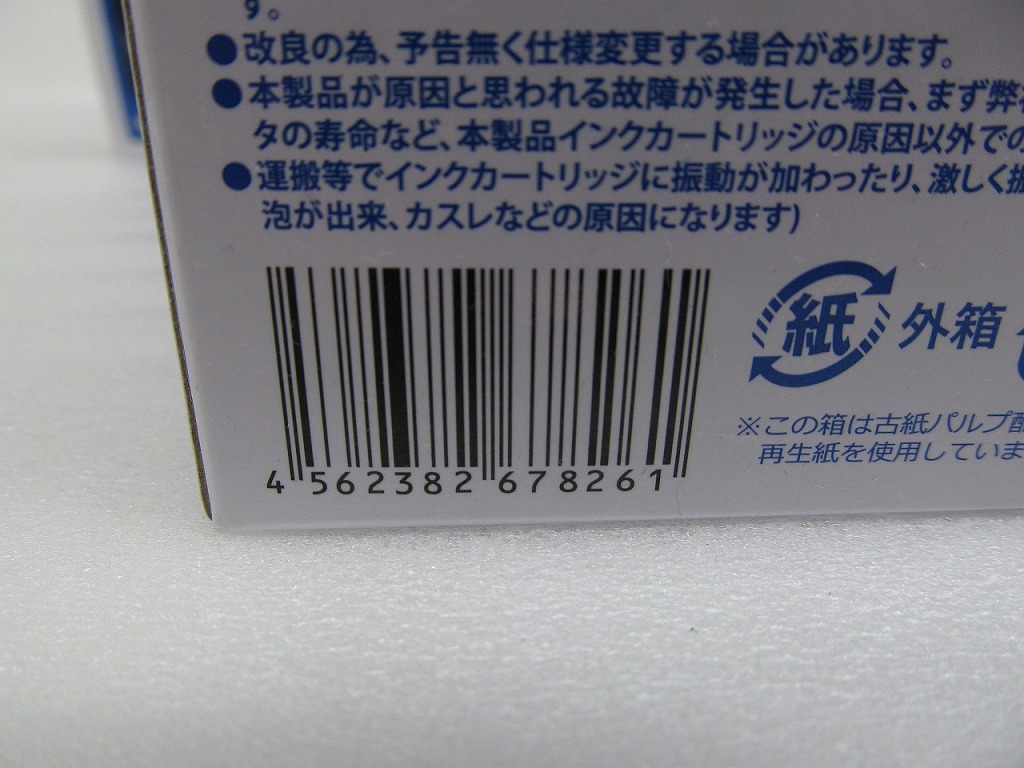 す。
●改良の為、予告無く仕様変更する場合があります。
●本製品が原因と思われる故障が発生した場合、まず弊
タの寿命など、本製品インクカートリッジの原因以外での
●運搬等でインクカートリッジに振動が加わったり、激しく振
泡が出来、カスレなどの原因になります)
紙 外箱
※この箱は古紙パルプ配
再生紙を使用していま
4 562382 678261